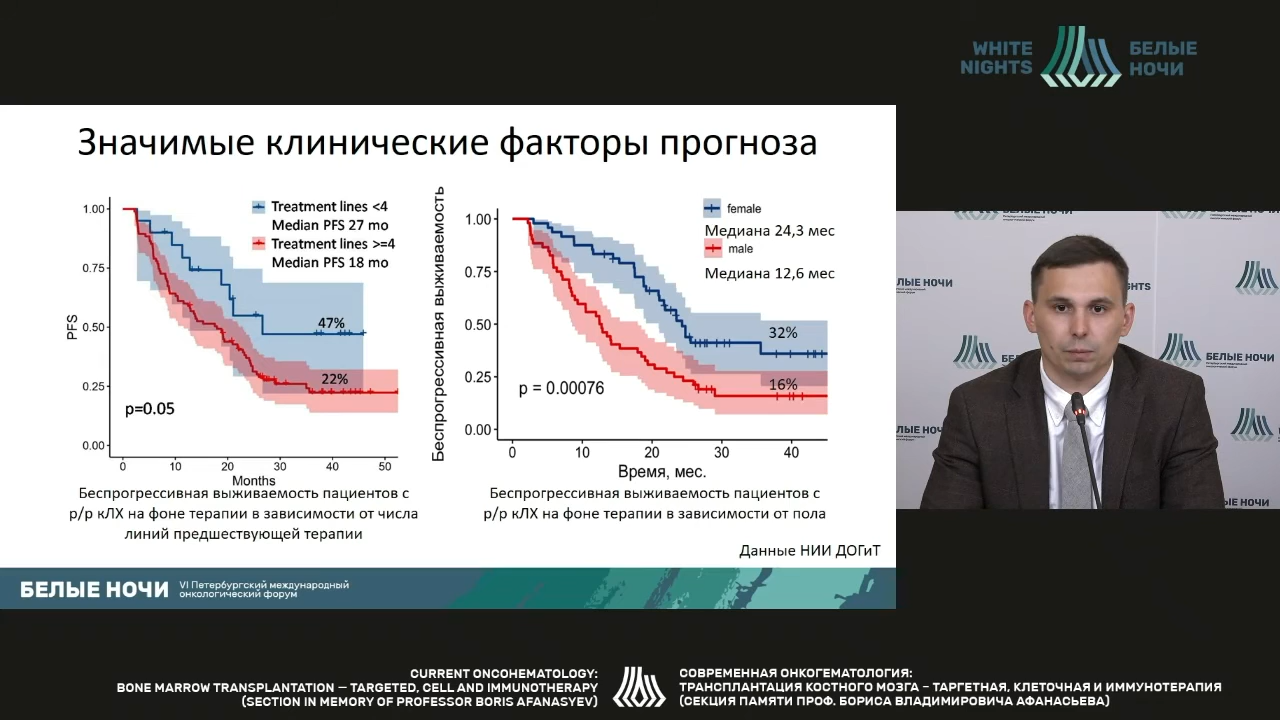 WHITE
NIGHTS
БЕЛЫЕ
НОЧИ
Значимые клинические факторы прогноза
PFS
1.00
0.75
0.50
0.25
0.00
Treatment lines <4
Median PFS 27 mo
Treatment lines >=4
Median PFS 18 mo
47%
22%
p=0.05
0 10 20 30 40 50
Months
Беспрогрессивная выживаемость пациентов с
р/р кЛХ на фоне терапии в зависимости от числа
линий предшествующей терапии
Беспрогрессивная выживаемость
1.00
0.75
0.50
0.25
0.00
female
Медиана 24,3 мес
male
Медиана 12,6 мес
32%
16%
p = 0.00076
0 10 20 30 40
Время, мес.
Беспрогрессивная выживаемость пациентов с
р/р кЛХ на фоне терапии в зависимости от пола
Данные НИИ ДОГиТ
БЕЛЫЕ НОЧИ
VI Петербургский международный
онкологический форум
БЕЛЫЕ НОЧИ
CURRENT ONCOHEMATOLOGY:
BONE MARROW TRANSPLANTATION – TARGETED, CELL AND IMMUNOTHERAPY
(SECTION IN MEMORY OF PROFESSOR BORIS AFANASYEV)
СОВРЕМЕННАЯ ОНКОГЕМАТОЛОГИЯ:
ТРАНСПЛАНТАЦИЯ КОСТНОГО МОЗГА – ТАРГЕТНАЯ, КЛЕТОЧНАЯ И ИММУНОТЕРАПИЯ
(СЕКЦИЯ ПАМЯТИ ПРОФ. БОРИСА ВЛАДИМИРОВИЧА АФАНАСЬЕВА)